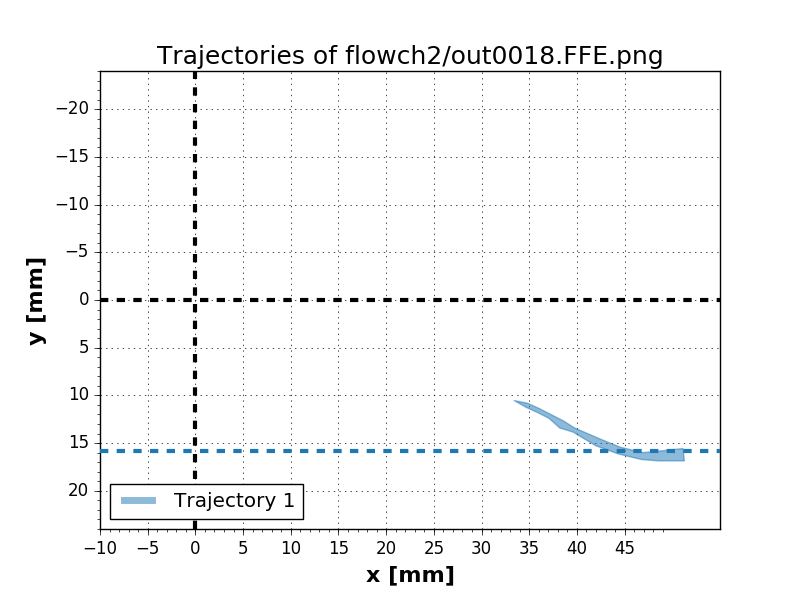 Trajectories of flowch2/out0018.FFE.png
y [mm]
−20
−15
−10
−5
0
5
10
15
20
Trajectory 1
−10 −5 0 5 10 15 20 25 30 35 40 45
x [mm]